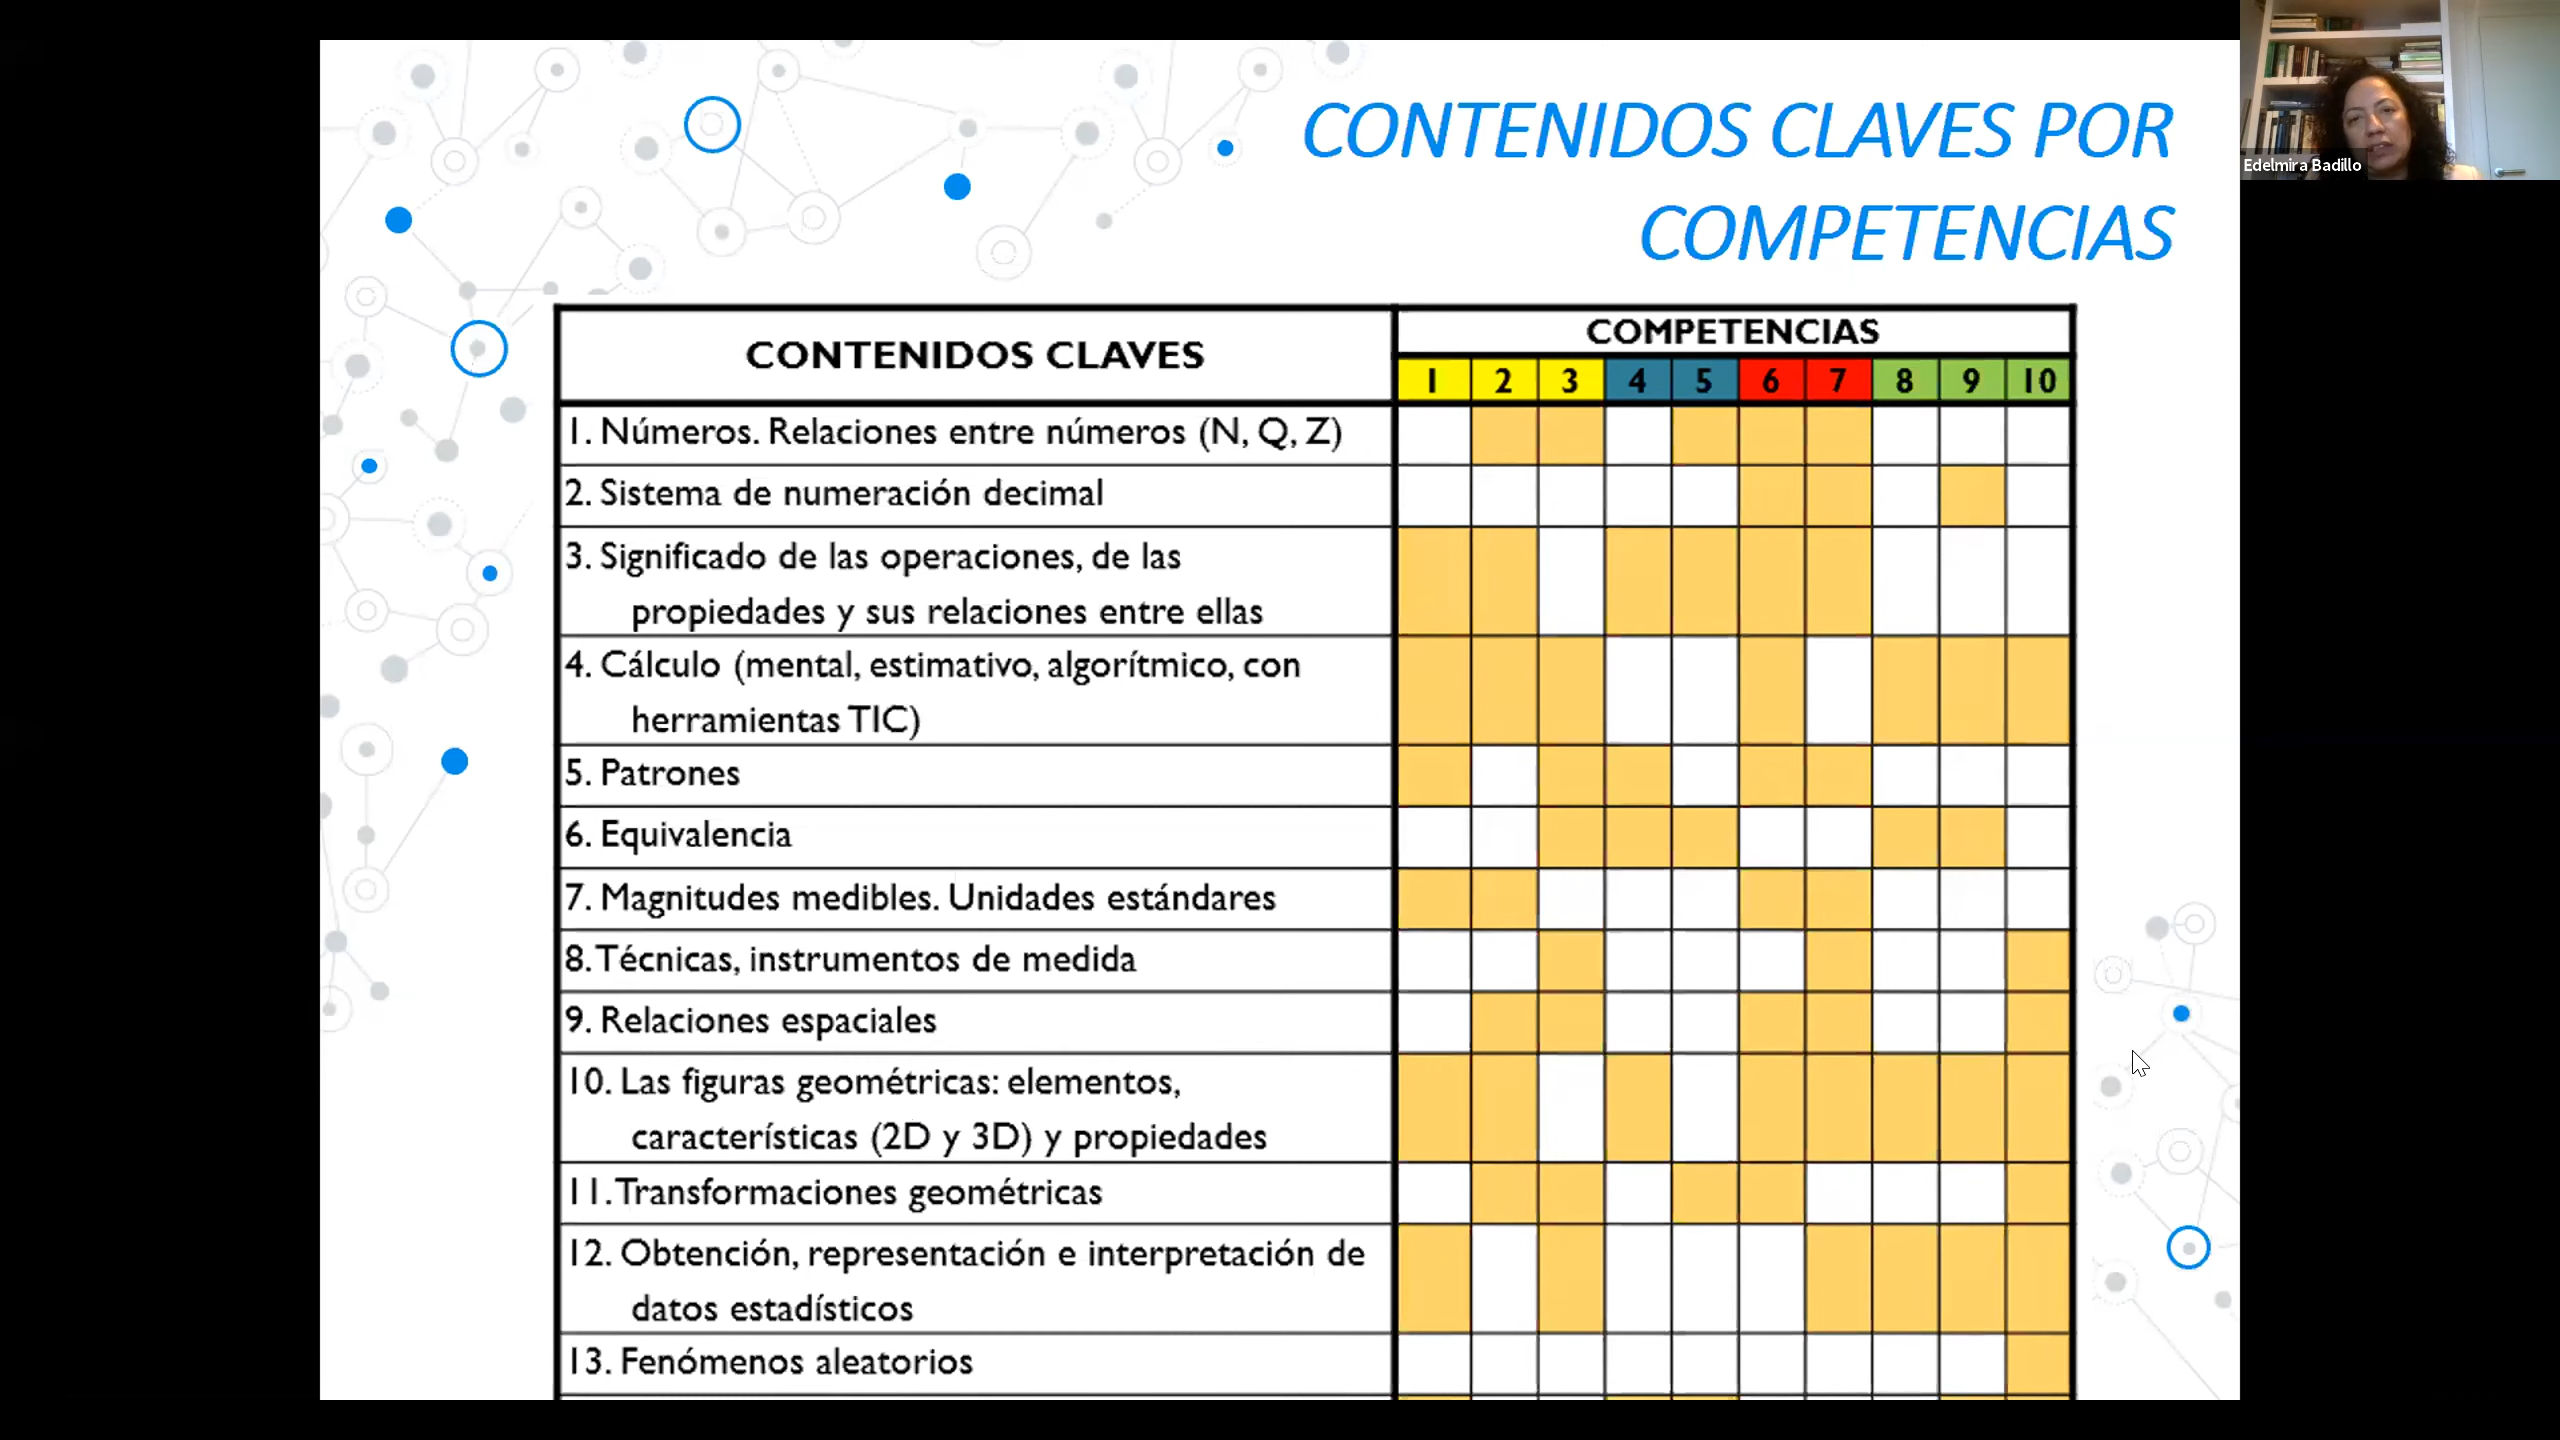 CONTENIDOS CLAVES POR
COMPETENCIAS
Edelmira Badillo
CONTENIDOS CLAVES
COMPETENCIAS
1 2 3 4 5 6 7 8 9 10
1. Números. Relaciones entre números (N, Q, Z)
2. Sistema de numeración decimal
3. Significado de las operaciones, de las
propiedades y sus relaciones entre ellas
4. Cálculo (mental, estimativo, algorítmico, con
herramientas TIC)
5. Patrones
6. Equivalencia
7. Magnitudes medibles. Unidades estándares
8. Técnicas, instrumentos de medida
9. Relaciones espaciales
10. Las figuras geométricas: elementos,
características (2D y 3D) y propiedades
11. Transformaciones geométricas
12. Obtención, representación e interpretación de
datos estadísticos
13. Fenómenos aleatorios